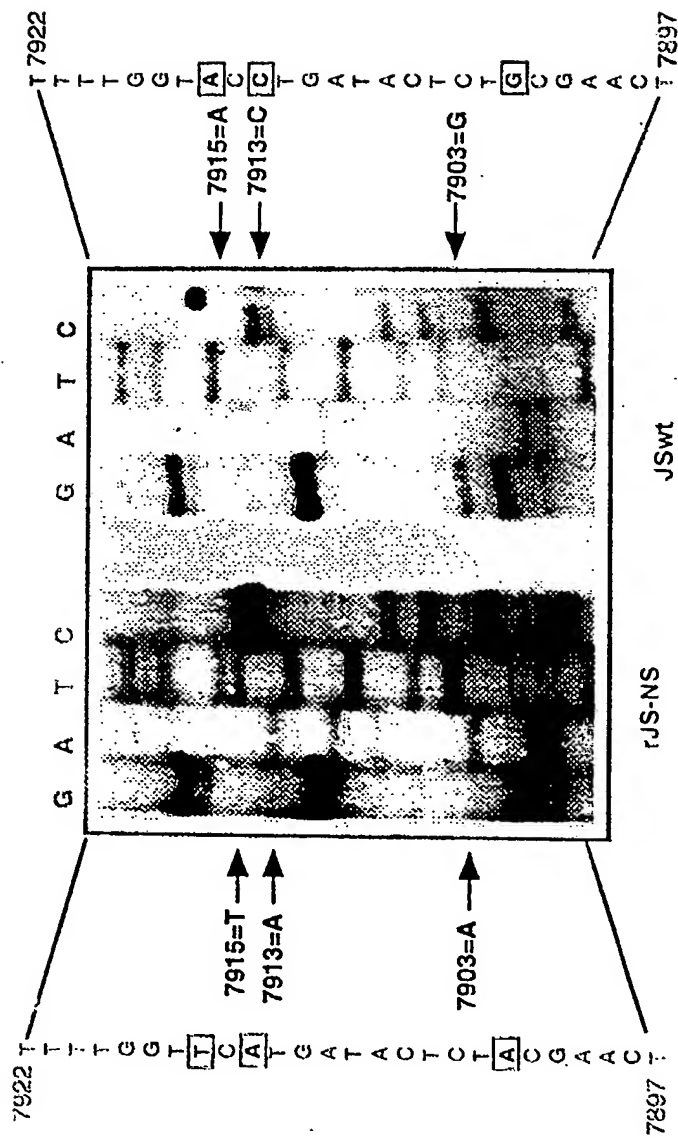 7922
T T T T G G T T C A T G A T A C T C T A C G A A C T
7897
7915=T
7913=A
7903=A
G A T C
G A T C
rJS-NS
JSwt
7915=A
7913=C
7903=G
7922
T T T T G G T A C C T G A T A C T C T G C G A A C T
7897